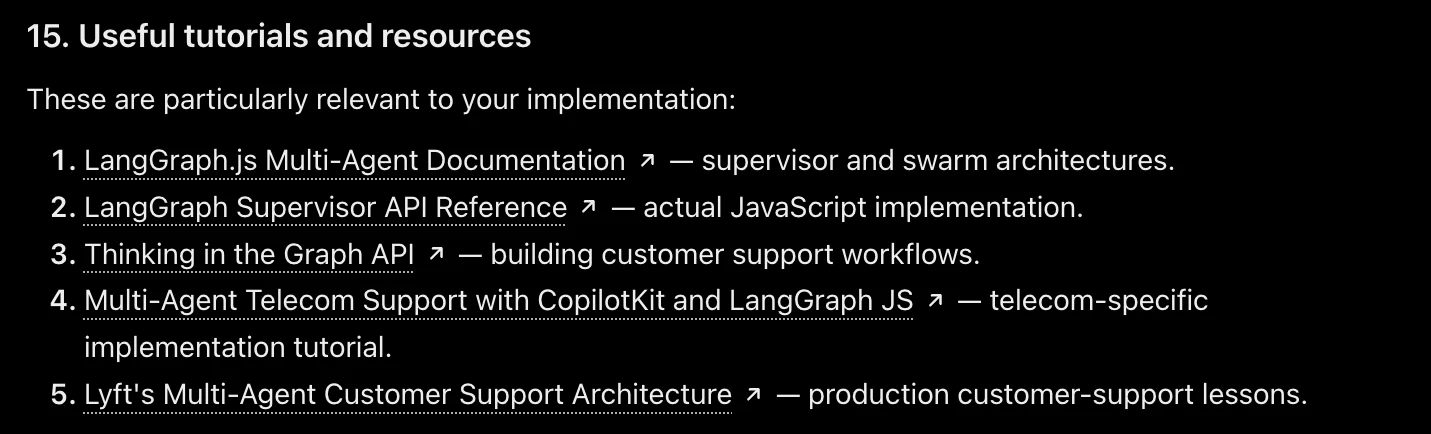 15. Useful tutorials and resources
These are particularly relevant to your implementation:
1. LangGraph.js Multi-Agent Documentation ↗ — supervisor and swarm architectures.
2. LangGraph Supervisor API Reference ↗ — actual JavaScript implementation.
3. Thinking in the Graph API ↗ — building customer support workflows.
4. Multi-Agent Telecom Support with CopilotKit and LangGraph JS ↗ — telecom-specific
implementation tutorial.
5. Lyft's Multi-Agent Customer Support Architecture ↗ — production customer-support lessons.